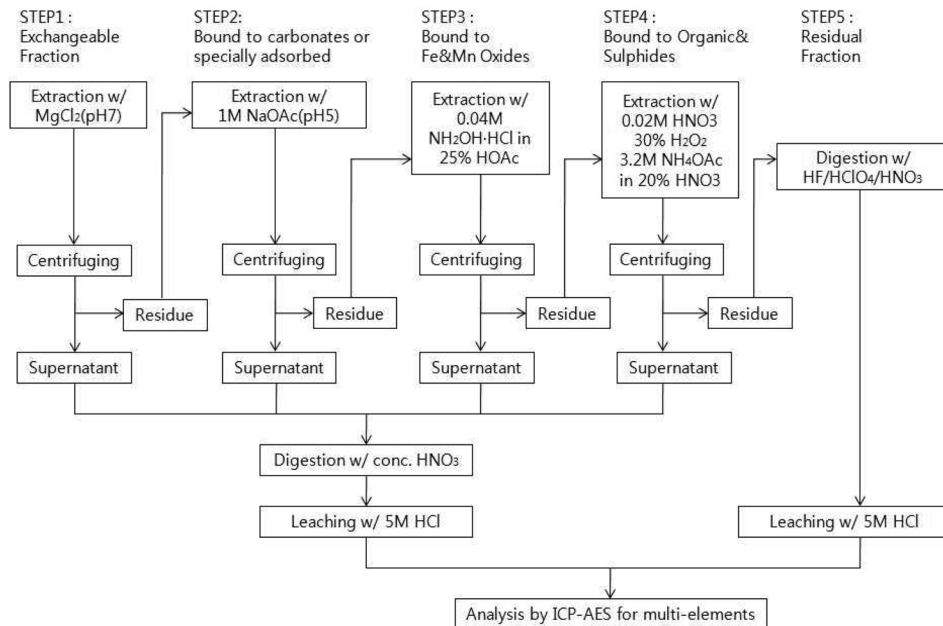 STEP1 :
Exchangeable
Fraction
STEP2:
Bound to carbonates or
specially adsorbed
STEP3 :
Bound to
Fe&Mn Oxides
STEP4 :
Bound to Organic&
Sulphides
STEP5 :
Residual
Fraction
Extraction w/
MgCl₂(pH7)
Extraction w/
1M NaOAc(pH5)
Extraction w/
0.04M
NH₂OH·HCl in
25% HOAc
Extraction w/
0.02M HNO3
30% H₂O₂
3.2M NH₄OAc
in 20% HNO3
Digestion w/
HF/HClO₄/HNO₃
Centrifuging
Centrifuging
Centrifuging
Centrifuging
Residue
Residue
Residue
Residue
Supernatant
Supernatant
Supernatant
Supernatant
Digestion w/ conc. HNO₃
Leaching w/ 5M HCl
Leaching w/ 5M HCl
Analysis by ICP-AES for multi-elements